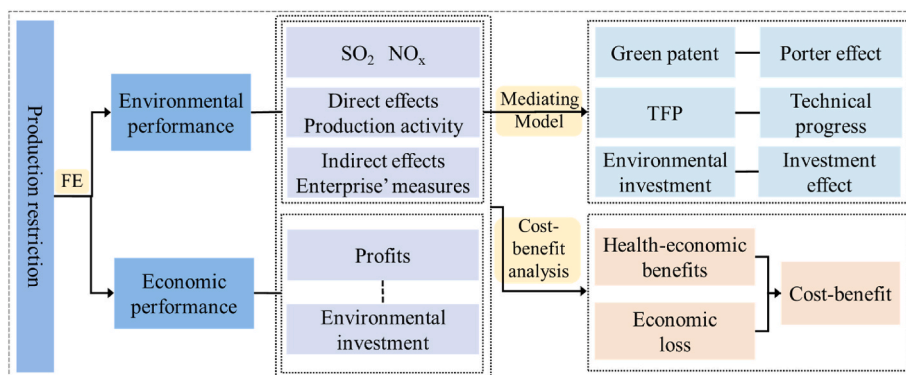 Production restriction
FE
Environmental
performance
Economic
performance
SO₂ NOₓ
Direct effects
Production activity
Indirect effects
Enterprise’ measures
Profits
Environmental
investment
Mediating
Model
Cost-
benefit
analysis
Green patent
Porter effect
TFP
Technical
progress
Environmental
investment
Investment
effect
Health-economic
benefits
Economic
loss
Cost-benefit